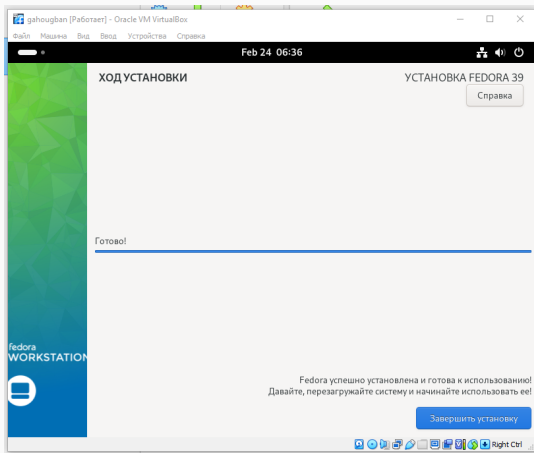 gahougban [Работает] - Oracle VM VirtualBox
Файл Машина Вид Ввод Устройства Справка
Feb 24 06:36
ХОД УСТАНОВКИ
УСТАНОВКА FEDORA 39
Справка
Готово!
fedora
WORKSTATION
Fedora успешно установлена и готова к использованию!
Давайте, перезагружайте систему и начинайте использовать ее!
Завершить установку
Right Ctrl